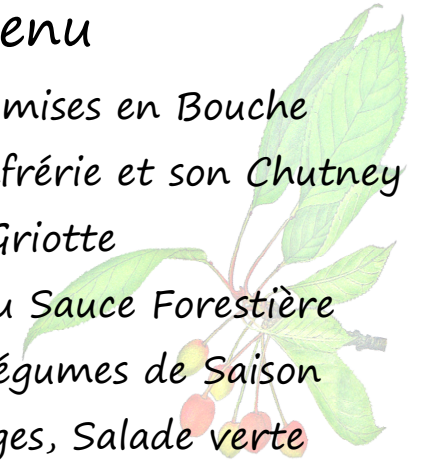 enu
mises en Bouche
frérie et son Chutney
Griotte
u Sauce Forestière
égumes de Saison
ges, Salade verte